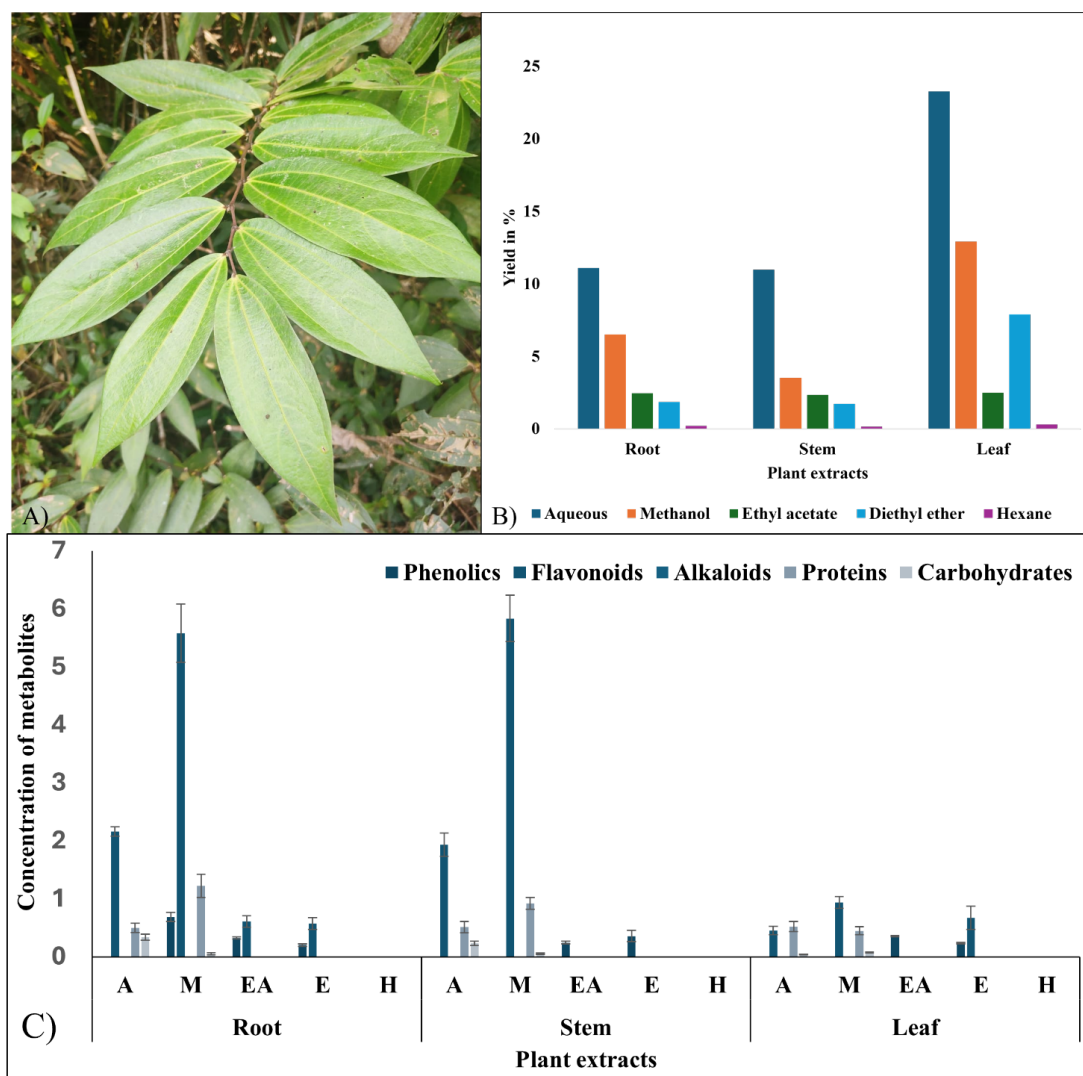 A)
25
20
15
10
5
0
Yield in %
Root Stem Leaf
Plant extracts
B) Aqueous Methanol Ethyl acetate Diethyl ether Hexane
7
6
5
4
3
2
1
0
Concentration of metabolites
Phenolics Flavonoids Alkaloids Proteins Carbohydrates
A M EA E H A M EA E H A M EA E H
Root Stem Leaf
C)
Plant extracts